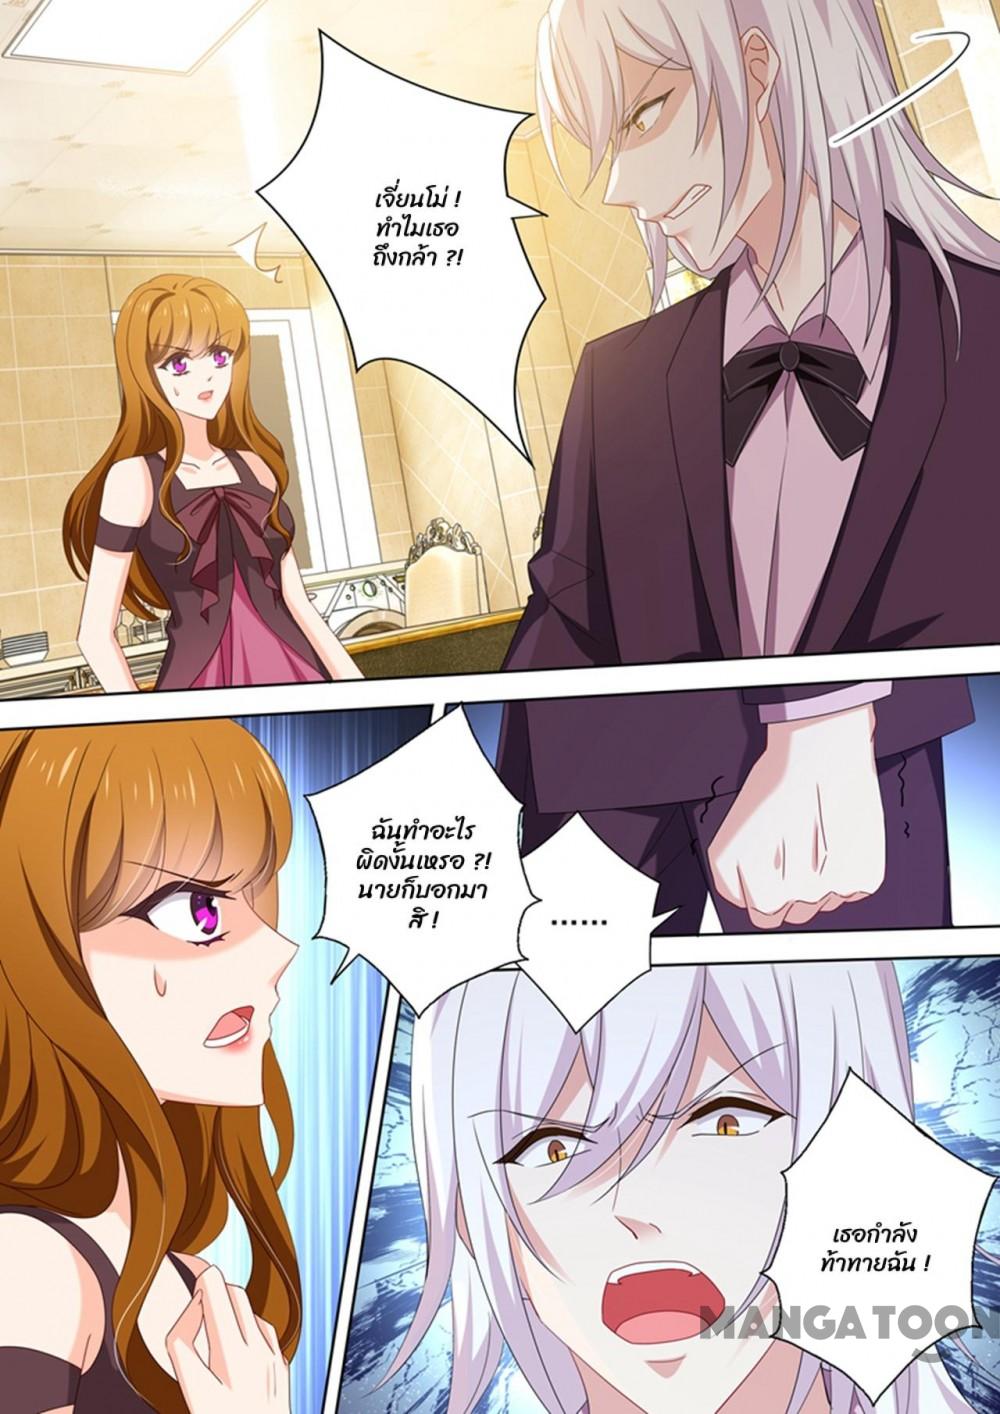 เจี่ยนโม่ !
ทำไมเธอ
ถึงกล้า ?!
ฉันทำอะไร
ผิดงั้นเหรอ ?!
นายก็บอกมา
สิ !
......
เธอกำลัง
ท้าทายฉัน !
MANGATOON